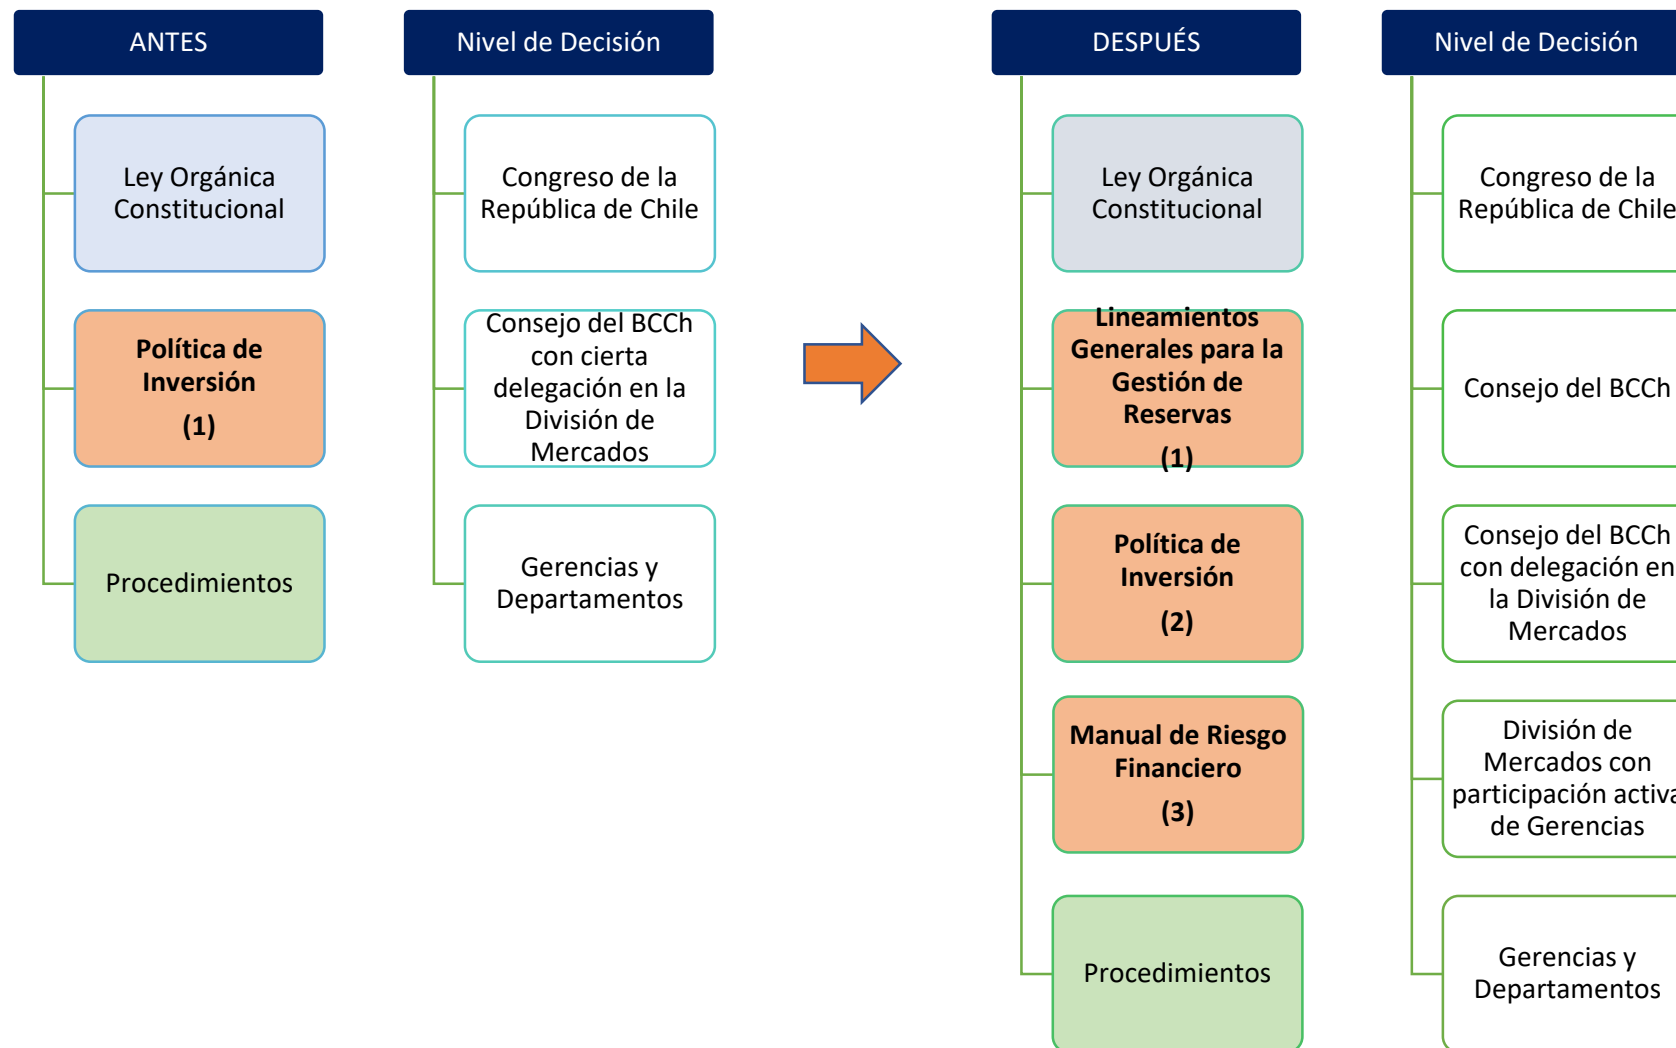 ANTES
Ley Orgánica
Constitucional
Política de
Inversión
(1)
Procedimientos
Nivel de Decisión
Congreso de la
República de Chile
Consejo del BCCh
con cierta
delegación en la
División de
Mercados
Gerencias y
Departamentos
DESPUÉS
Ley Orgánica
Constitucional
Lineamientos
Generales para la
Gestión de
Reservas
(1)
Política de
Inversión
(2)
Manual de Riesgo
Financiero
(3)
Procedimientos
Nivel de Decisión
Congreso de la
República de Chile
Consejo del BCCh
Consejo del BCCh
con delegación en
la División de
Mercados
División de
Mercados con
participación activa
de Gerencias
Gerencias y
Departamentos